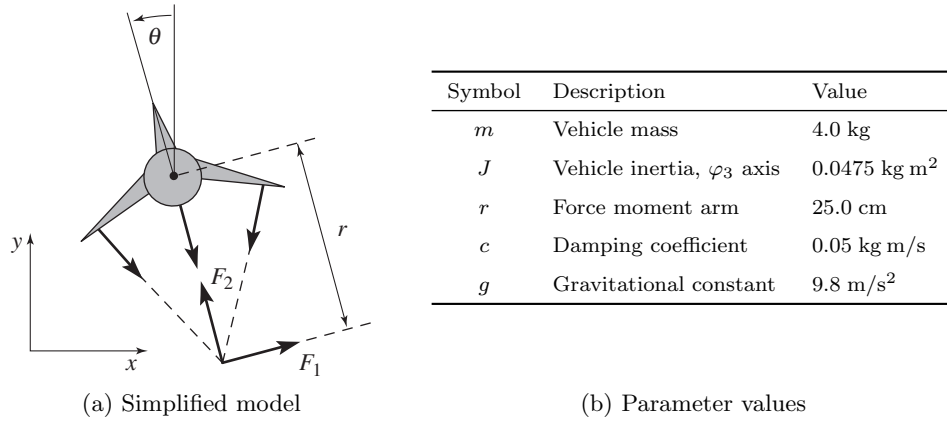 θ
r
y
F2
x
F1
(a) Simplified model
Symbol Description Value
m Vehicle mass 4.0 kg
J Vehicle inertia, φ3 axis 0.0475 kg m²
r Force moment arm 25.0 cm
c Damping coefficient 0.05 kg m/s
g Gravitational constant 9.8 m/s²
(b) Parameter values